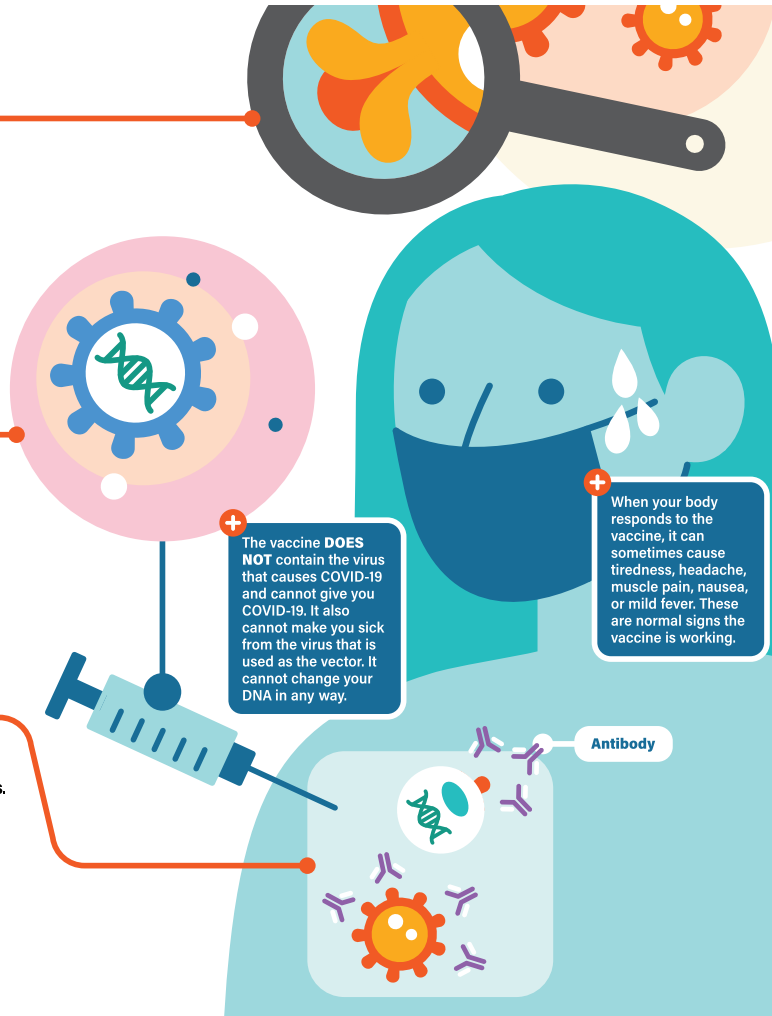 The vaccine DOES
NOT contain the virus
that causes COVID-19
and cannot give you
COVID-19. It also
cannot make you sick
from the virus that is
used as the vector. It
cannot change your
DNA in any way.
When your body
responds to the
vaccine, it can
sometimes cause
tiredness, headache,
muscle pain, nausea,
or mild fever. These
are normal signs the
vaccine is working.
Antibody
s.